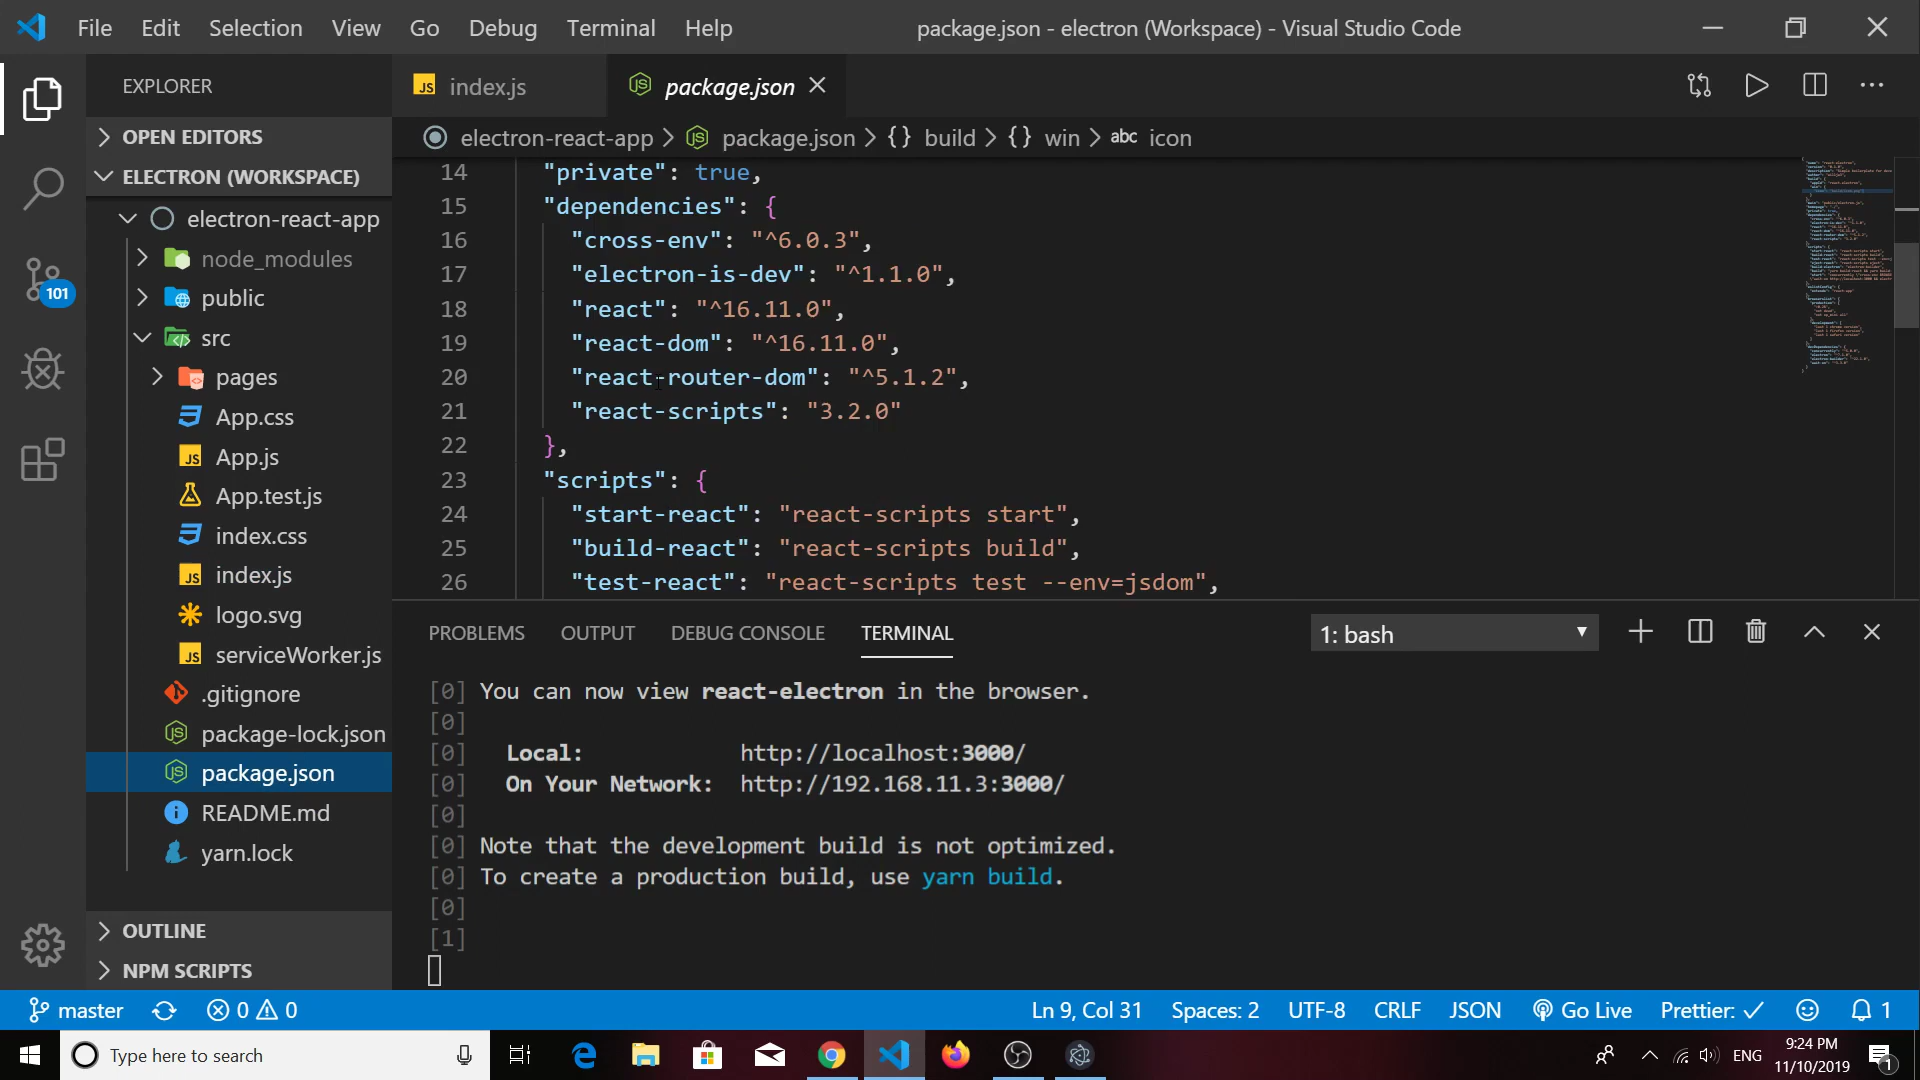 File Edit Selection View Go Debug Terminal Help package.json - electron (Workspace) - Visual Studio Code
EXPLORER
OPEN EDITORS
ELECTRON (WORKSPACE)
electron-react-app
node_modules
public
src
pages
App.css
App.js
App.test.js
index.css
index.js
logo.svg
serviceWorker.js
.gitignore
package-lock.json
package.json
README.md
yarn.lock
OUTLINE
NPM SCRIPTS
101
JS index.js package.json
electron-react-app > package.json > {} build > {} win > abc icon
14 "private": true,
15 "dependencies": {
16 "cross-env": "^6.0.3",
17 "electron-is-dev": "^1.1.0",
18 "react": "^16.11.0",
19 "react-dom": "^16.11.0",
20 "react-router-dom": "^5.1.2",
21 "react-scripts": "3.2.0"
22 },
23 "scripts": {
24 "start-react": "react-scripts start",
25 "build-react": "react-scripts build",
26 "test-react": "react-scripts test --env=jsdom",
PROBLEMS OUTPUT DEBUG CONSOLE TERMINAL 1: bash
[0] You can now view react-electron in the browser.
[0]
[0] Local: http://localhost:3000/
[0] On Your Network: http://192.168.11.3:3000/
[0]
[0] Note that the development build is not optimized.
[0] To create a production build, use yarn build.
[0]
[1]
master 0 0 Ln 9, Col 31 Spaces: 2 UTF-8 CRLF JSON Go Live Prettier: ✓ 1
Type here to search
ENG
9:24 PM
11/10/2019
1